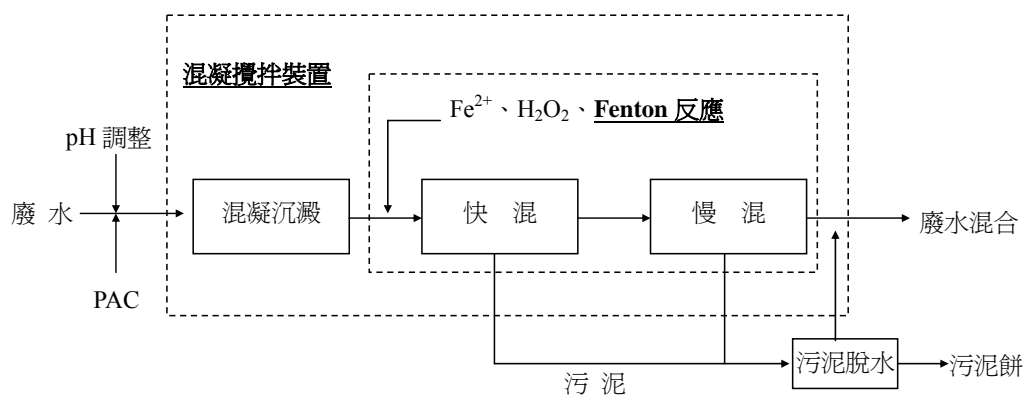 混凝攪拌裝置
Fe²⁺、H₂O₂、Fenton 反應
pH 調整
廢 水
混凝沉澱
快 混
慢 混
廢水混合
PAC
污泥脫水
污泥餅
污 泥